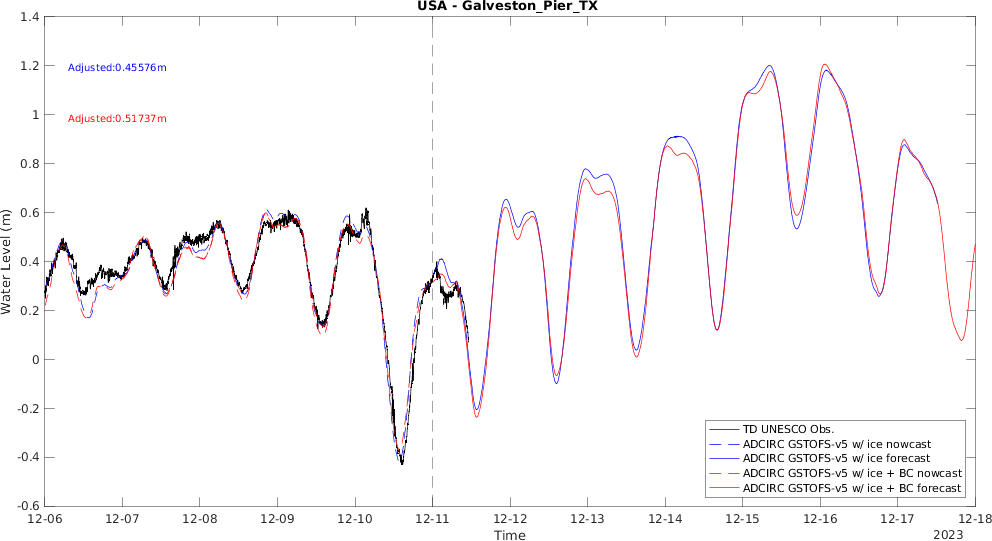 USA - Galveston_Pier_TX
1.4
1.2
1
0.8
0.6
0.4
0.2
0
-0.2
-0.4
-0.6
Water Level (m)
Adjusted:0.45576m
Adjusted:0.51737m
TD UNESCO Obs.
ADCIRC GSTOFS-v5 w/ ice nowcast
ADCIRC GSTOFS-v5 w/ ice forecast
ADCIRC GSTOFS-v5 w/ ice + BC nowcast
ADCIRC GSTOFS-v5 w/ ice + BC forecast
12-06 12-07 12-08 12-09 12-10 12-11 12-12 12-13 12-14 12-15 12-16 12-17 12-18
Time
2023